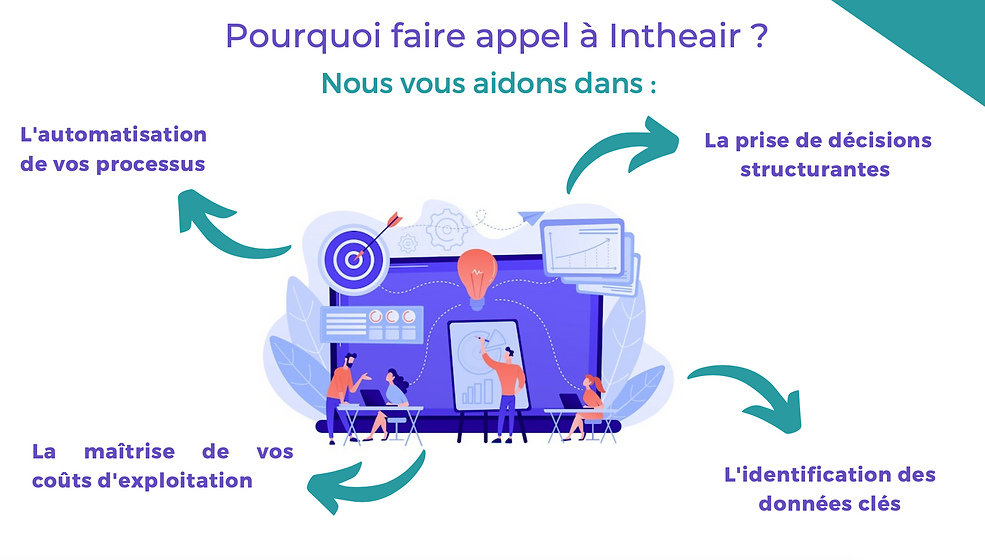 Pourquoi faire appel à Intheair ?
Nous vous aidons dans :
L'automatisation
de vos processus
La prise de décisions
structurantes
La maîtrise de vos
coûts d'exploitation
L'identification des
données clés